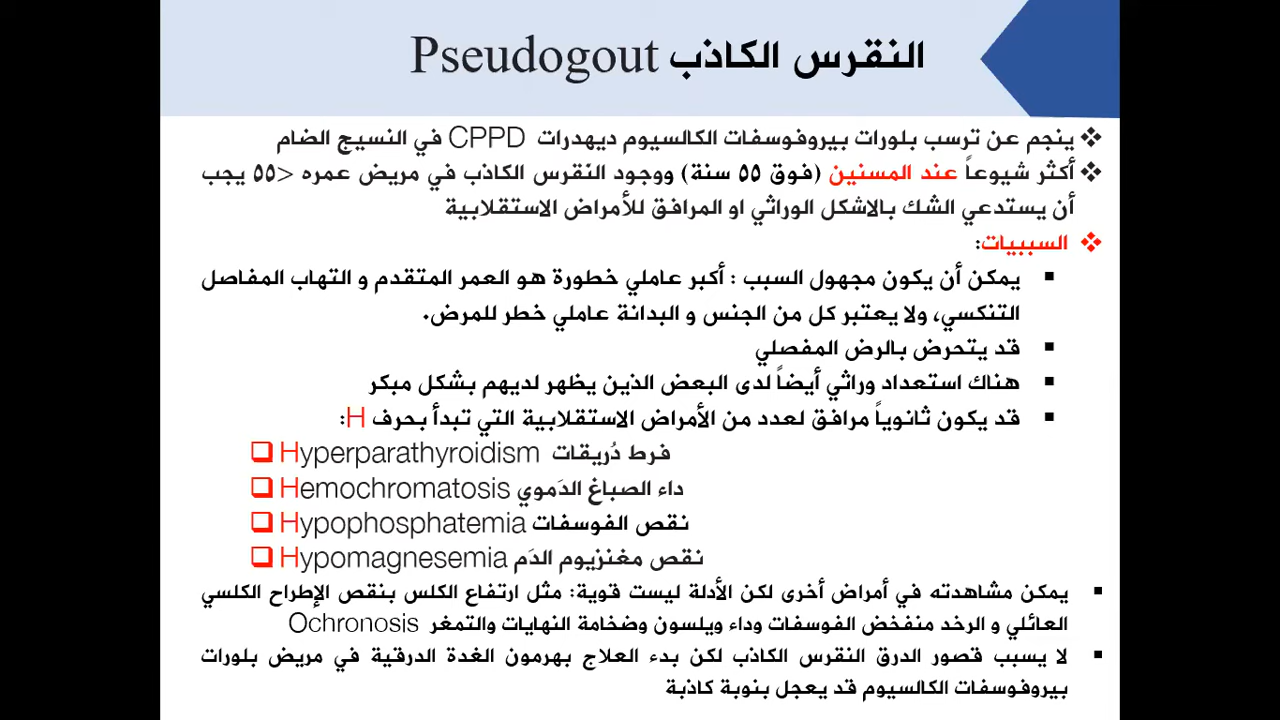 النقرس الكاذب Pseudogout
❖ ينجم عن ترسب بلورات بيروفوسفات الكالسيوم ديهدرات CPPD في النسيج الضام
❖ أكثر شيوعاً عند المسنين (فوق ٥٥ سنة) ووجود النّقرس الكاذب في مريض عمره <٥٥ يجب
أن يستدعي الشك بالاشكل الوراثي او المرافق للأمراض الاستقلابية
❖ السببيات:
▪ يمكن أن يكون مجهول السبب : أكبر عاملي خطورة هو العمر المتقدم و التهاب المفاصل
التنكسي، ولا يعتبر كل من الجنس و البدانة عاملي خطر للمرض.
▪ قد يتحرض بالرض المفصلي
▪ هناك استعداد وراثي أيضاً لدى البعض الذين يظهر لديهم بشكل مبكر
▪ قد يكون ثانوياً مرافق لعدد من الأمراض الاستقلابية التي تبدأ بحرف H:
❑ Hyperparathyroidism فرط دُريقات
❑ Hemochromatosis داء الصباغ الدَموي
❑ Hypophosphatemia نقص الفوسفات
❑ Hypomagnesemia نقص مغنزيوم الدَم
▪ يمكن مشاهدته في أمراض أخرى لكن الأدلة ليست قوية: مثل ارتفاع الكلس بنقص الإطراح الكلسي
العائلي و الرخد منفخض الفوسفات وداء ويلسون وضخامة النهايات والتمغر Ochronosis
▪ لا يسبب قصور الدرق النقرس الكاذب لكن بدء العلاج بهرمون الغدة الدرقية في مريض بلورات
بيروفوسفات الكالسيوم قد يعجل بنوبة كاذبة